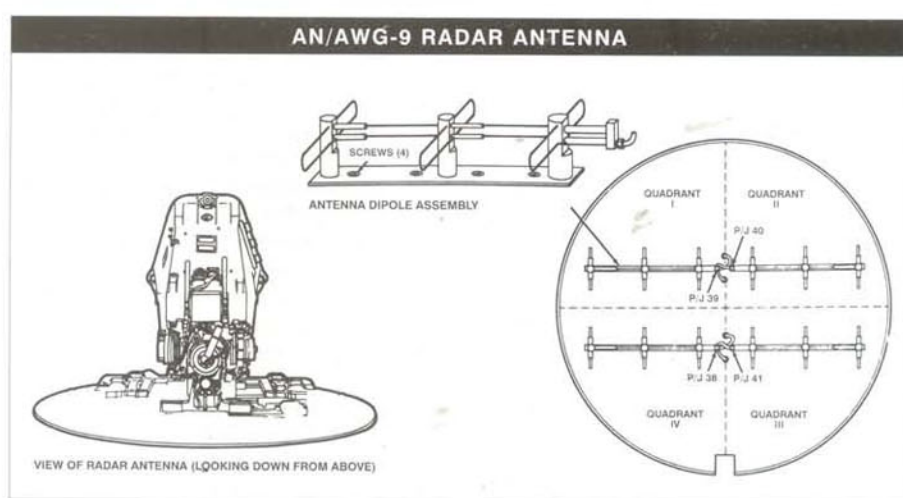 AN/AWG-9 RADAR ANTENNA
SCREWS (4)
ANTENNA DIPOLE ASSEMBLY
QUADRANT
I
QUADRANT
II
P/J 40
P/J 39
P/J 38
P/J 41
QUADRANT
IV
QUADRANT
III
VIEW OF RADAR ANTENNA (LOOKING DOWN FROM ABOVE)